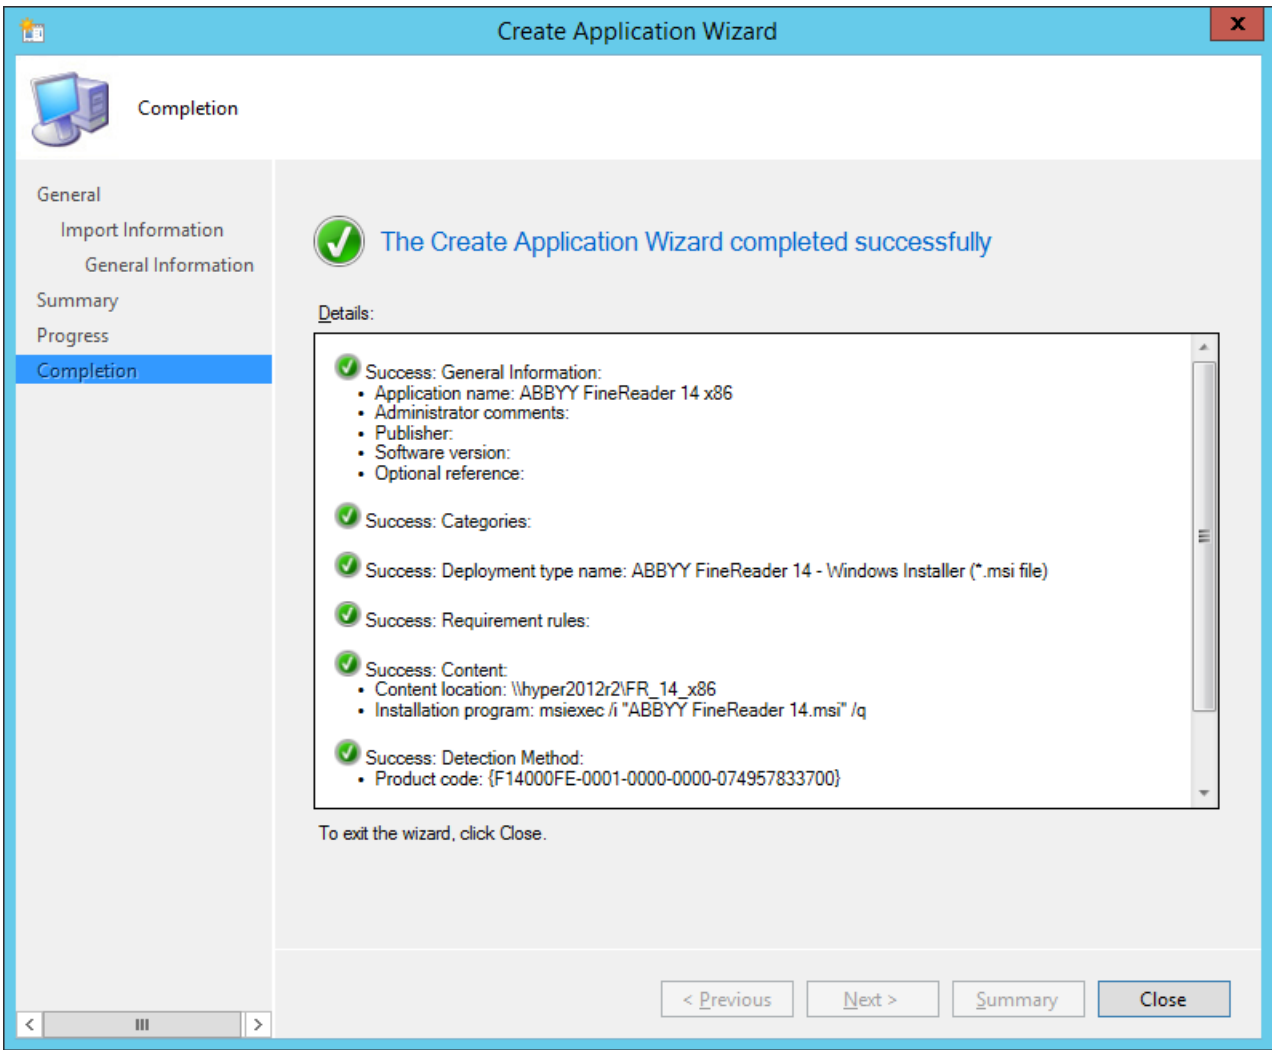 Create Application Wizard
X
Completion
General
Import Information
General Information
Summary
Progress
Completion
The Create Application Wizard completed successfully
Details:
Success: General Information:
• Application name: ABBYY FineReader 14 x86
• Administrator comments:
• Publisher:
• Software version:
• Optional reference:
Success: Categories:
Success: Deployment type name: ABBYY FineReader 14 - Windows Installer (*.msi file)
Success: Requirement rules:
Success: Content:
• Content location: \\hyper2012r2\FR_14_x86
• Installation program: msiexec /i "ABBYY FineReader 14.msi" /q
Success: Detection Method:
• Product code: {F14000FE-0001-0000-0000-074957833700}
To exit the wizard, click Close.
< Previous
Next >
Summary
Close